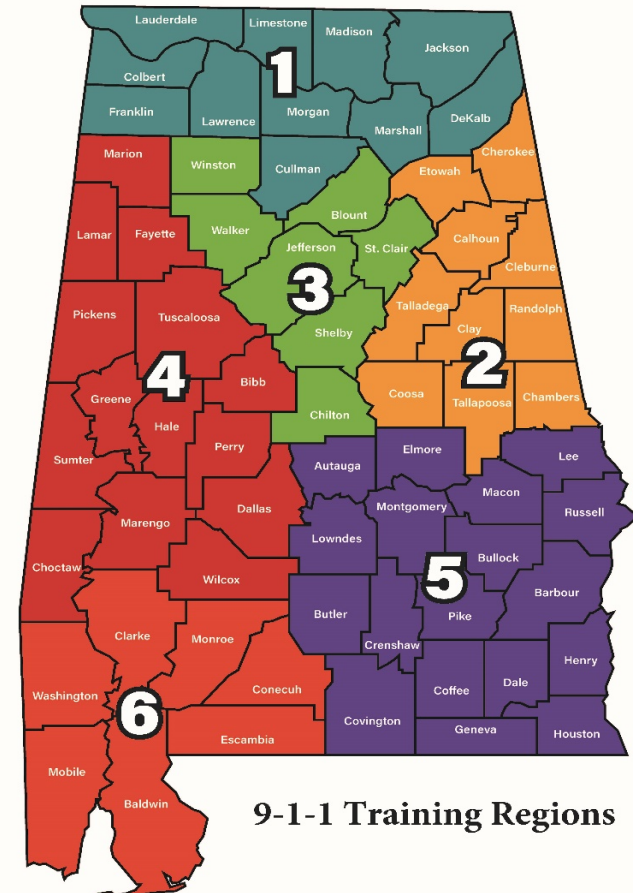 Lauderdale
Limestone
Madison
Jackson
Colbert
1
Franklin
Lawrence
Morgan
Marshall
DeKalb
Cherokee
Marion
Winston
Cullman
Etowah
Blount
Lamar
Fayette
Walker
Jefferson
St. Clair
Calhoun
Cleburne
3
Pickens
Tuscaloosa
Shelby
Talladega
Randolph
Clay
2
4
Bibb
Greene
Hale
Chilton
Coosa
Tallapoosa
Chambers
Sumter
Perry
Autauga
Elmore
Lee
Marengo
Dallas
Montgomery
Macon
Russell
Lowndes
Choctaw
Wilcox
Bullock
5
Barbour
Butler
Pike
Clarke
Monroe
Crenshaw
Henry
Washington
Conecuh
Coffee
Dale
6
Covington
Geneva
Houston
Escambia
Mobile
Baldwin
9-1-1 Training Regions